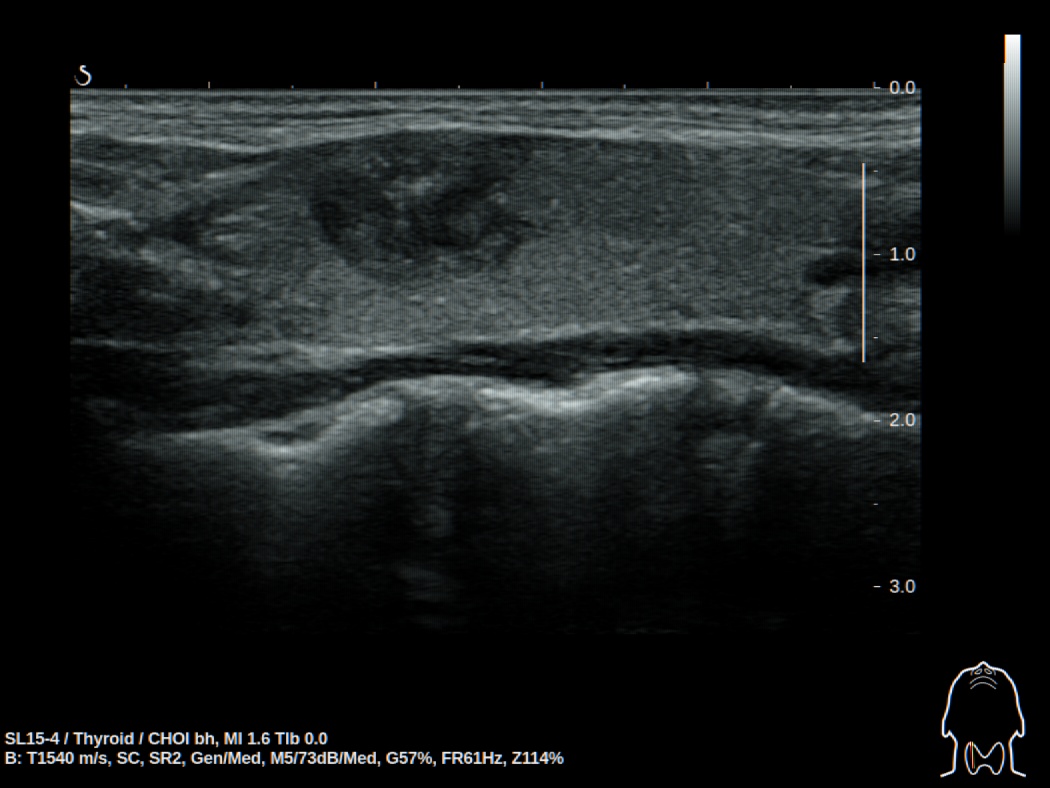 0.0
1.0
2.0
3.0
SL15-4 / Thyroid / CHOI bh, MI 1.6 TIb 0.0
B: T1540 m/s, SC, SR2, Gen/Med, M5/73dB/Med, G57%, FR61Hz, Z114%